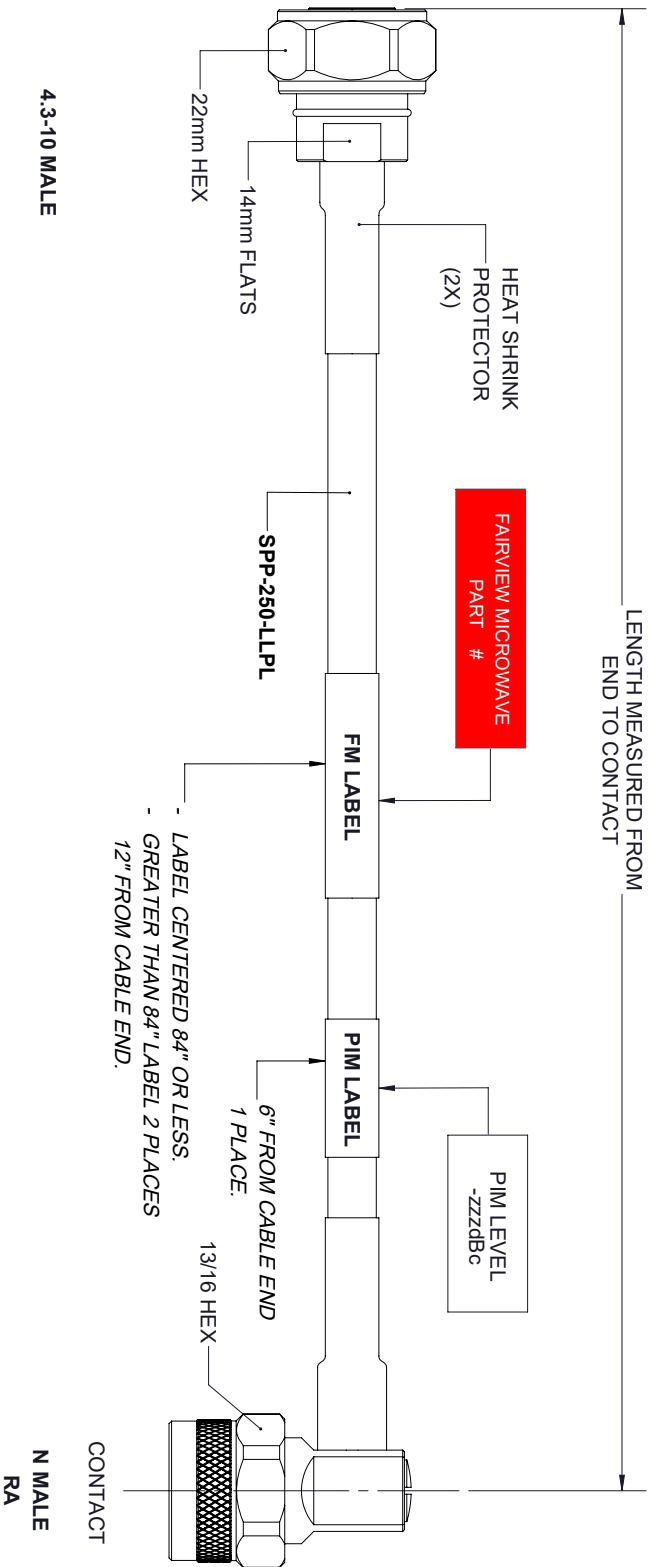 LENGTH MEASURED FROM
END TO CONTACT
HEAT SHRINK
PROTECTOR
(2X)
FAIRVIEW MICROWAVE
PART #
PIM LEVEL
-zzzdBc
FM LABEL
PIM LABEL
14mm FLATS
22mm HEX
SPP-250-LLPL
6" FROM CABLE END
1 PLACE.
- LABEL CENTERED 84" OR LESS.
- GREATER THAN 84" LABEL 2 PLACES
12" FROM CABLE END.
13/16 HEX
CONTACT
4.3-10 MALE
N MALE
RA